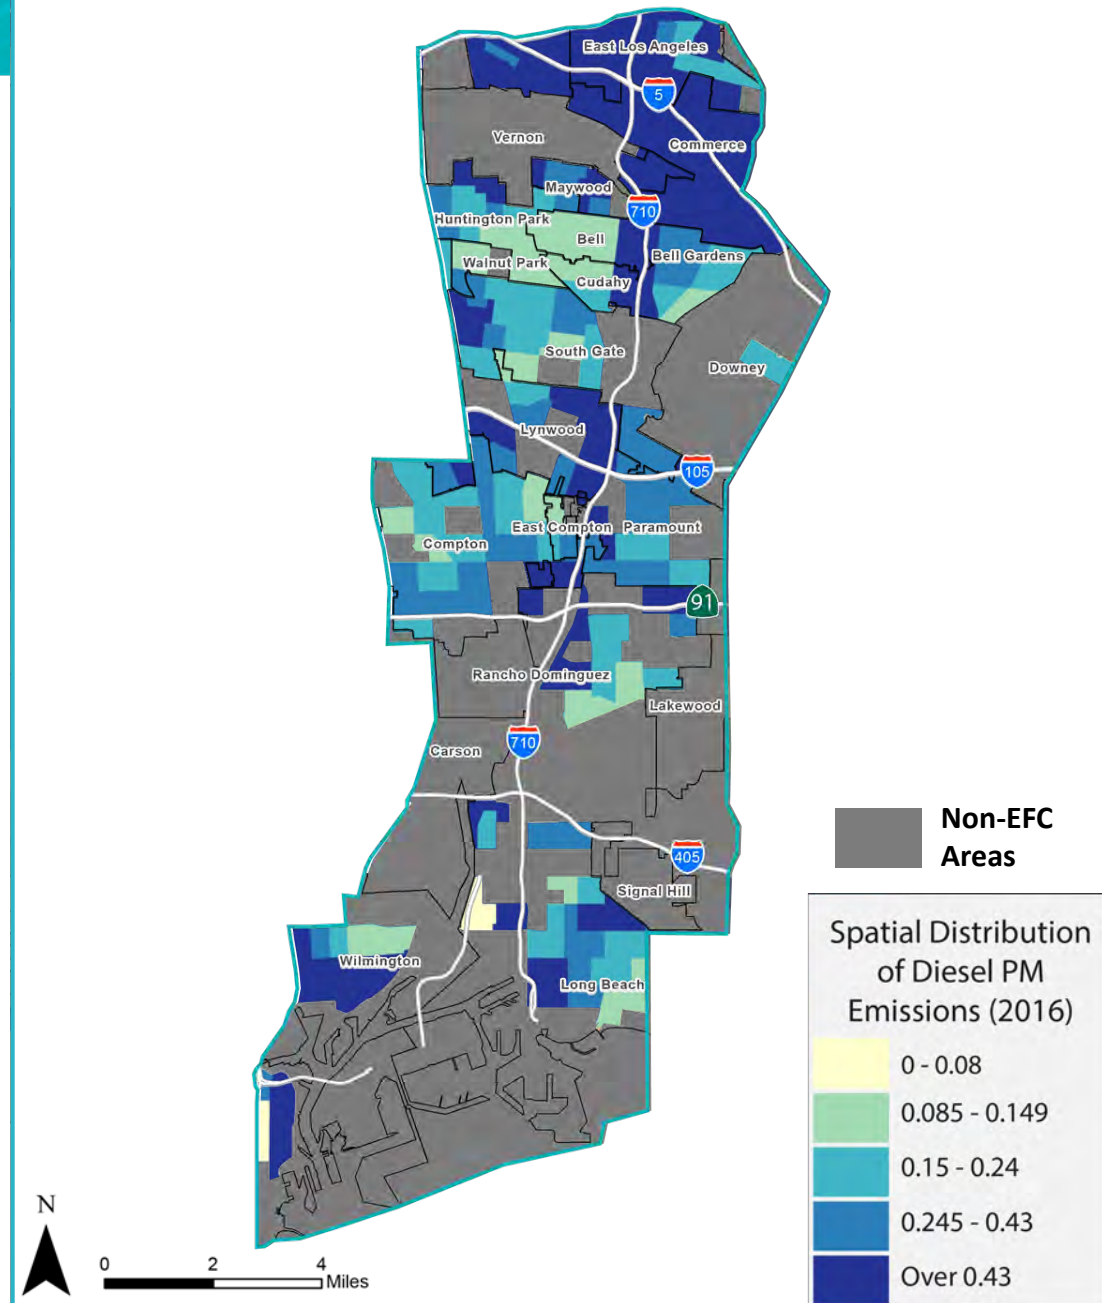 East Los Angeles
5
Vernon
Commerce
Maywood
710
Huntington Park
Bell
Bell Gardens
Walnut Park
Cudahy
South Gate
Downey
Lynwood
105
East Compton
Paramount
Compton
91
Rancho Dominguez
Lakewood
710
Carson
Non-EFC
Areas
405
Signal Hill
Spatial Distribution
of Diesel PM
Emissions (2016)
Wilmington
Long Beach
0 - 0.08
0.085 - 0.149
0.15 - 0.24
0.245 - 0.43
Over 0.43
N
0 2 4
Miles